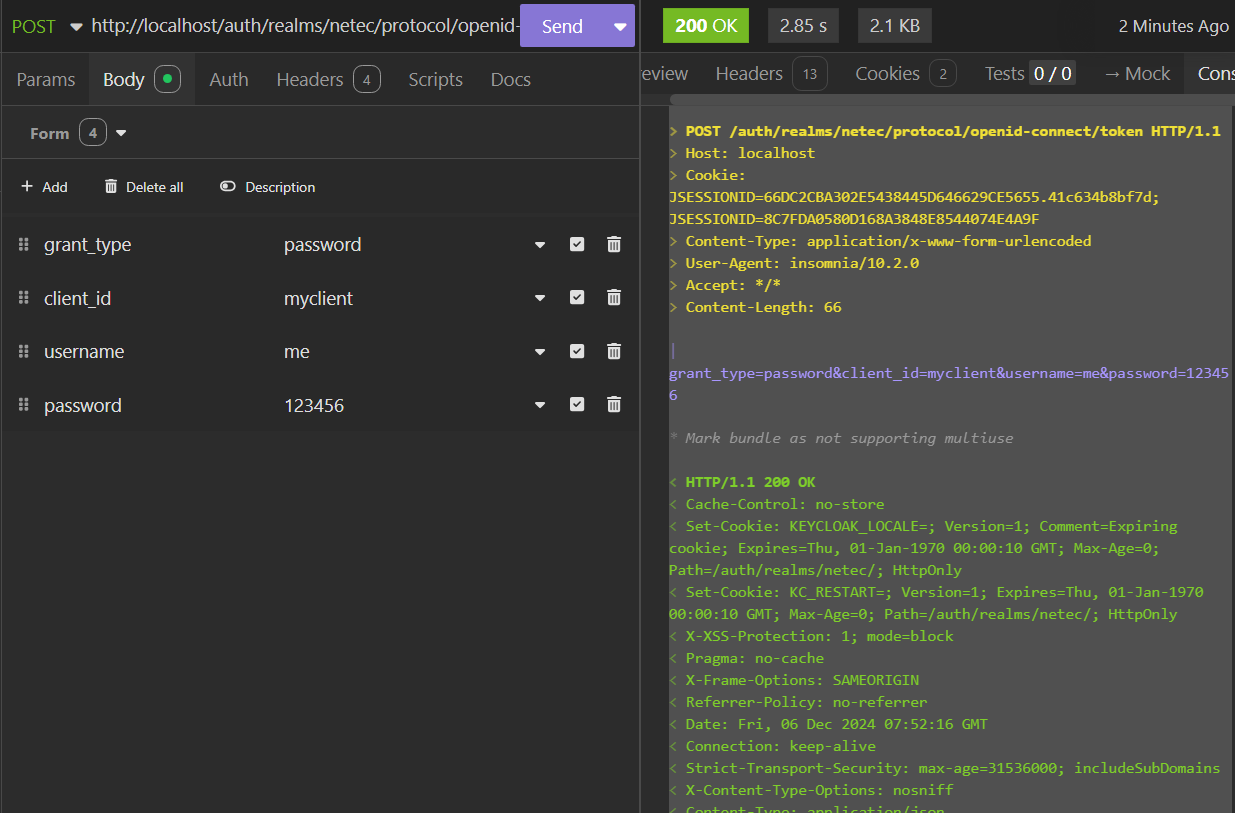 POST http://localhost/auth/realms/netec/protocol/openid- Send
Params Body Auth Headers 4 Scripts Docs
Form 4
+ Add Delete all Description
grant_type password
client_id myclient
username me
password 123456
200 OK 2.85 s 2.1 KB 2 Minutes Ago
eview Headers 13 Cookies 2 Tests 0 / 0 → Mock Cons
> POST /auth/realms/netec/protocol/openid-connect/token HTTP/1.1
> Host: localhost
> Cookie:
JSESSIONID=66DC2CBA302E5438445D646629CE5655.41c634b8bf7d;
JSESSIONID=8C7FDA0580D168A3848E8544074E4A9F
> Content-Type: application/x-www-form-urlencoded
> User-Agent: insomnia/10.2.0
> Accept: */*
> Content-Length: 66
|
grant_type=password&client_id=myclient&username=me&password=12345
6
* Mark bundle as not supporting multiuse
< HTTP/1.1 200 OK
< Cache-Control: no-store
< Set-Cookie: KEYCLOAK_LOCALE=; Version=1; Comment=Expiring
cookie; Expires=Thu, 01-Jan-1970 00:00:10 GMT; Max-Age=0;
Path=/auth/realms/netec/; HttpOnly
< Set-Cookie: KC_RESTART=; Version=1; Expires=Thu, 01-Jan-1970
00:00:10 GMT; Max-Age=0; Path=/auth/realms/netec/; HttpOnly
< X-XSS-Protection: 1; mode=block
< Pragma: no-cache
< X-Frame-Options: SAMEORIGIN
< Referrer-Policy: no-referrer
< Date: Fri, 06 Dec 2024 07:52:16 GMT
< Connection: keep-alive
< Strict-Transport-Security: max-age=31536000; includeSubDomains
< X-Content-Type-Options: nosniff
< Content-Type: application/json